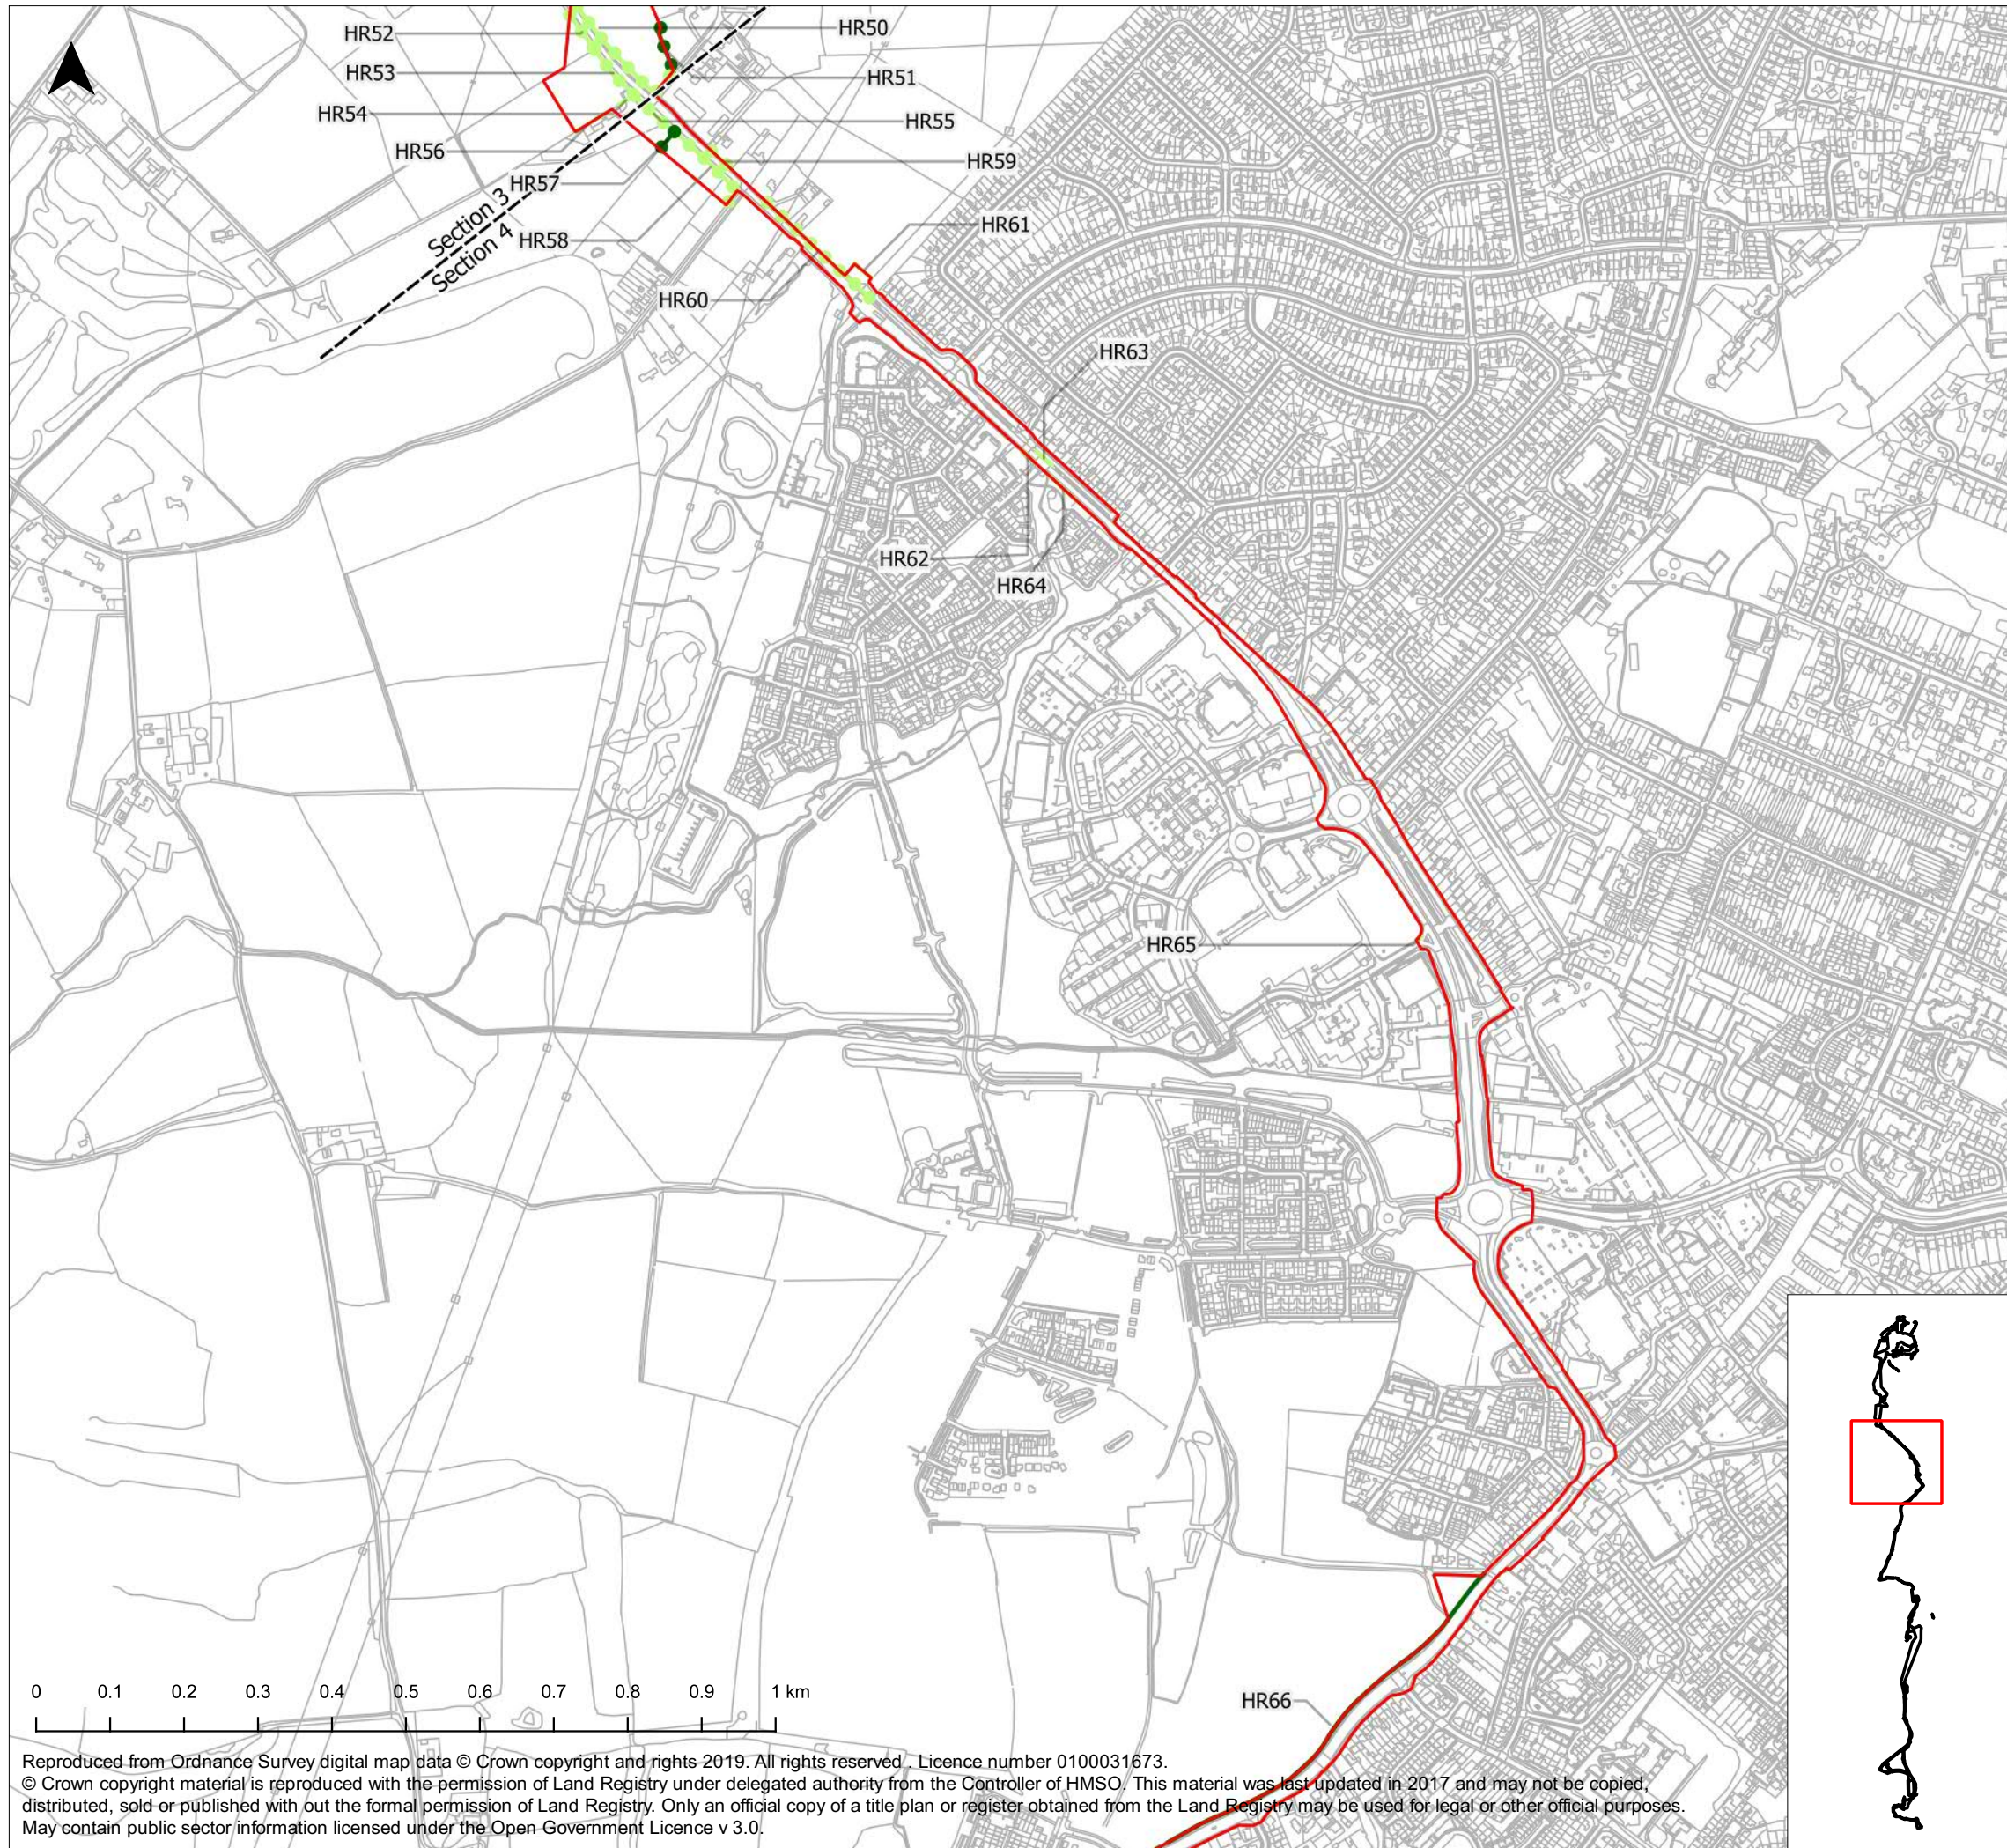 HR52
HR50
HR53
HR51
HR54
HR55
HR56
HR59
HR57
Section 3
Section 4
HR58
HR61
HR60
HR63
HR62
HR64
HR65
HR66
0 0.1 0.2 0.3 0.4 0.5 0.6 0.7 0.8 0.9 1 km
Reproduced from Ordnance Survey digital map data © Crown copyright and rights 2019. All rights reserved . Licence number 0100031673.
© Crown copyright material is reproduced with the permission of Land Registry under delegated authority from the Controller of HMSO. This material was last updated in 2017 and may not be copied,
distributed, sold or published with out the formal permission of Land Registry. Only an official copy of a title plan or register obtained from the Land Registry may be used for legal or other official purposes.
May contain public sector information licensed under the Open Government Licence v 3.0.